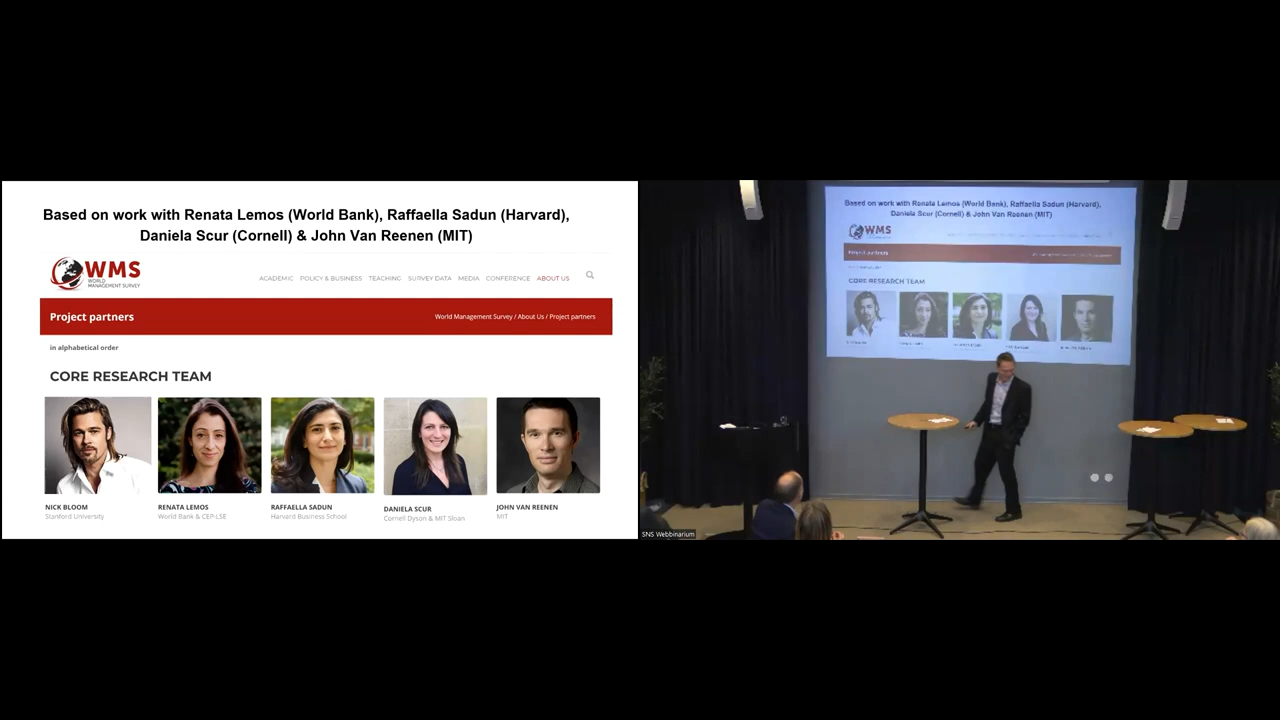 Based on work with Renata Lemos (World Bank), Raffaella Sadun (Harvard),
Daniela Scur (Cornell) & John Van Reenen (MIT)
WMS
WORLD
MANAGEMENT SURVEY
ACADEMIC POLICY & BUSINESS TEACHING SURVEY DATA MEDIA CONFERENCE ABOUT US
Project partners
World Management Survey / About Us / Project partners
in alphabetical order
CORE RESEARCH TEAM
NICK BLOOM
Stanford University
RENATA LEMOS
World Bank & CEP-LSE
RAFFAELLA SADUN
Harvard Business School
DANIELA SCUR
Cornell Dyson & MIT Sloan
JOHN VAN REENEN
MIT
Based on work with Renata Lemos (World Bank), Raffaella Sadun (Harvard),
Daniela Scur (Cornell) & John Van Reenen (MIT)
WMS
Project partners
CORE RESEARCH TEAM
SNS Webbinarium